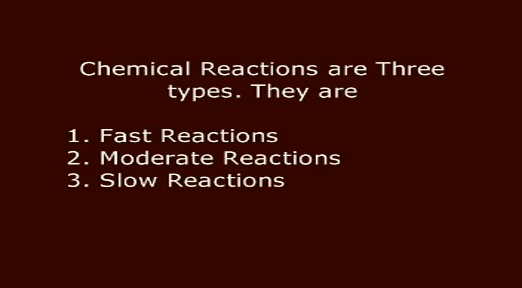 Chemical Reactions are Three
types. They are
1. Fast Reactions
2. Moderate Reactions
3. Slow Reactions